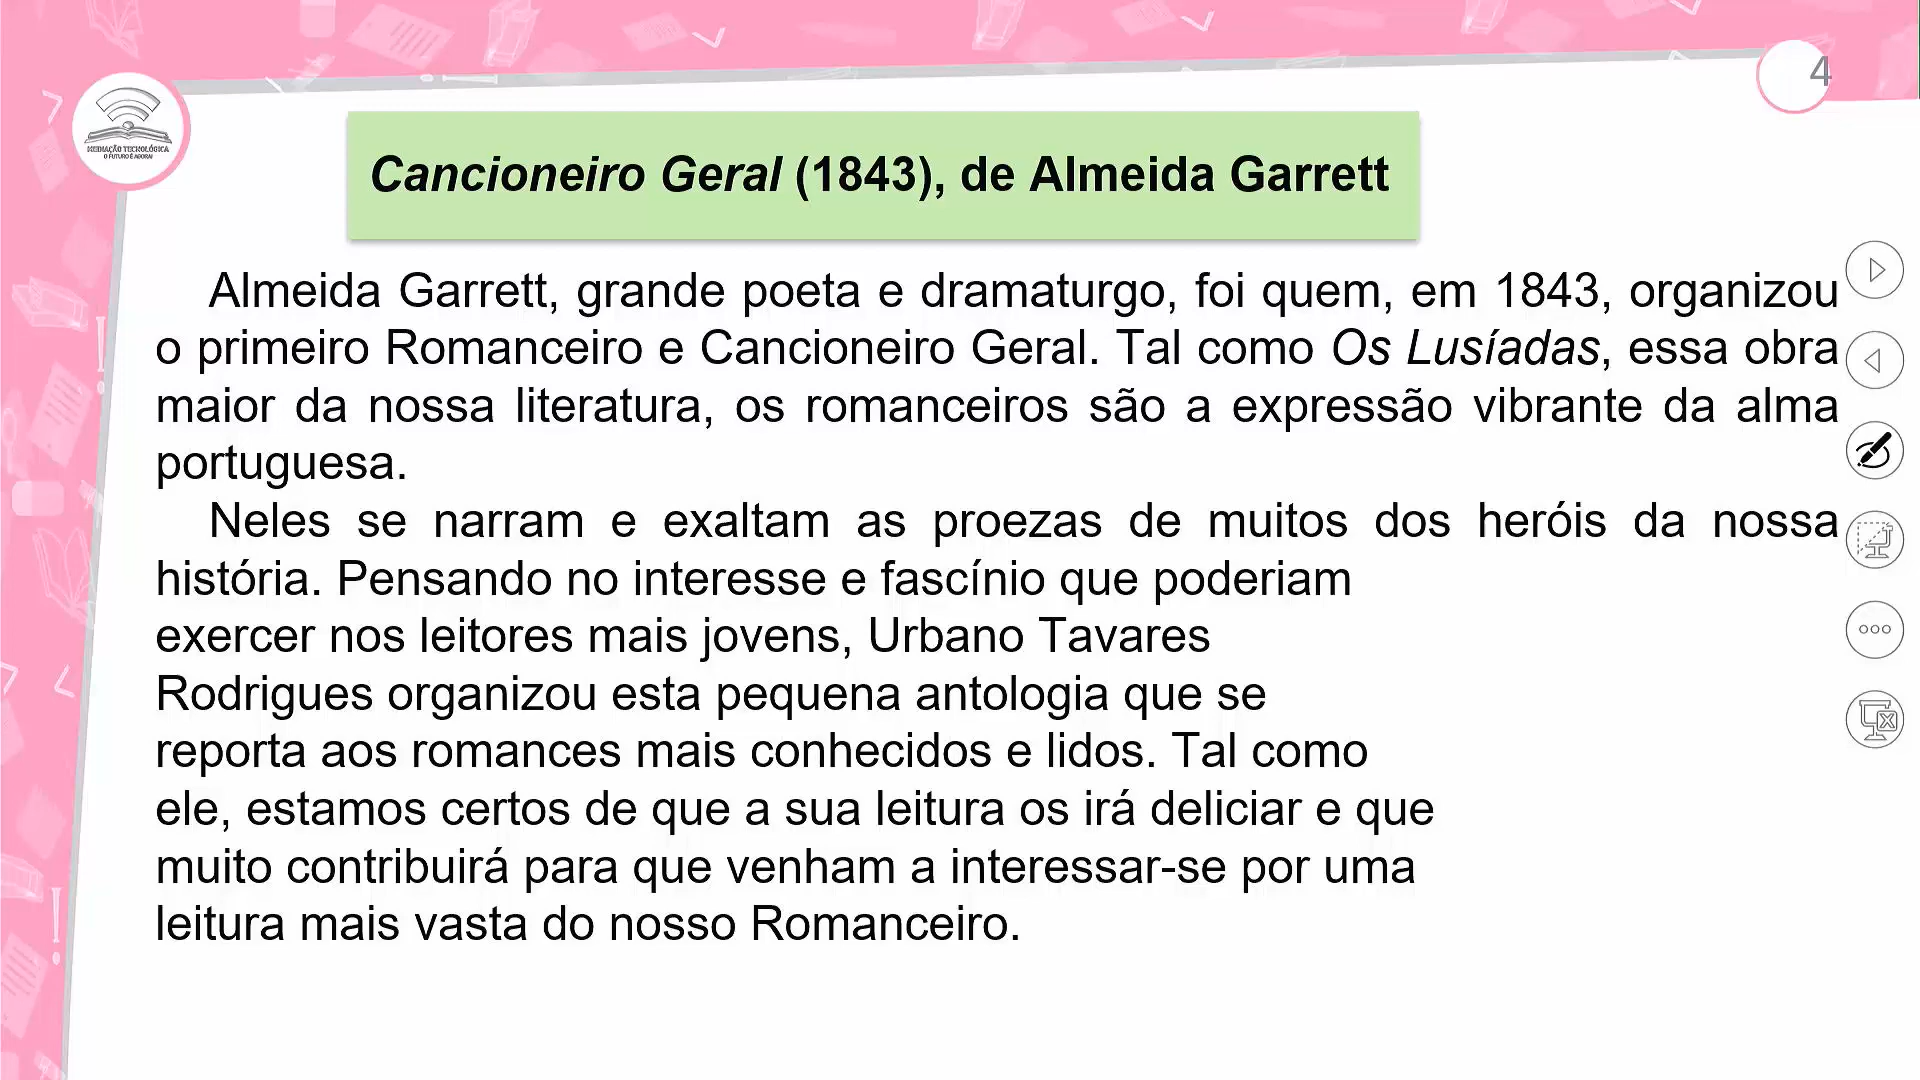 4
MEDIAÇÃO TECNOLÓGICA
O FUTURO É AGORA!
Cancioneiro Geral (1843), de Almeida Garrett
Almeida Garrett, grande poeta e dramaturgo, foi quem, em 1843, organizou
o primeiro Romanceiro e Cancioneiro Geral. Tal como Os Lusíadas, essa obra
maior da nossa literatura, os romanceiros são a expressão vibrante da alma
portuguesa.
Neles se narram e exaltam as proezas de muitos dos heróis da nossa
história. Pensando no interesse e fascínio que poderiam
exercer nos leitores mais jovens, Urbano Tavares
Rodrigues organizou esta pequena antologia que se
reporta aos romances mais conhecidos e lidos. Tal como
ele, estamos certos de que a sua leitura os irá deliciar e que
muito contribuirá para que venham a interessar-se por uma
leitura mais vasta do nosso Romanceiro.